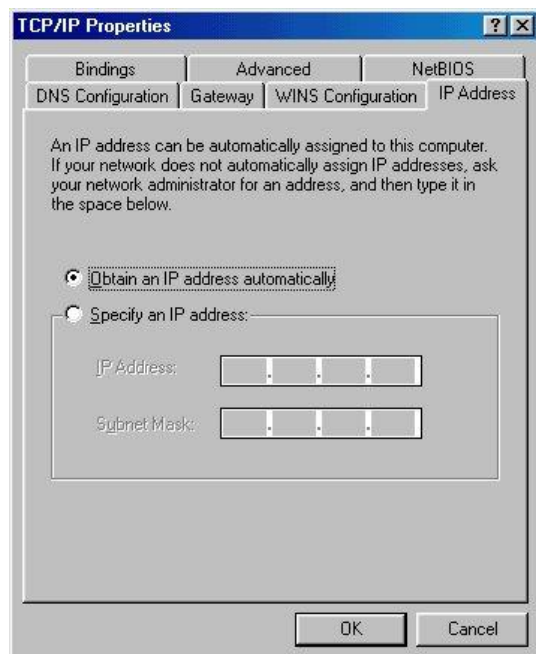 TCP/IP Properties
Bindings
Advanced
NetBIOS
DNS Configuration
Gateway
WINS Configuration
IP Address
An IP address can be automatically assigned to this computer.
If your network does not automatically assign IP addresses, ask
your network administrator for an address, and then type it in
the space below.
Obtain an IP address automatically
Specify an IP address:
IP Address:
Subnet Mask:
OK
Cancel